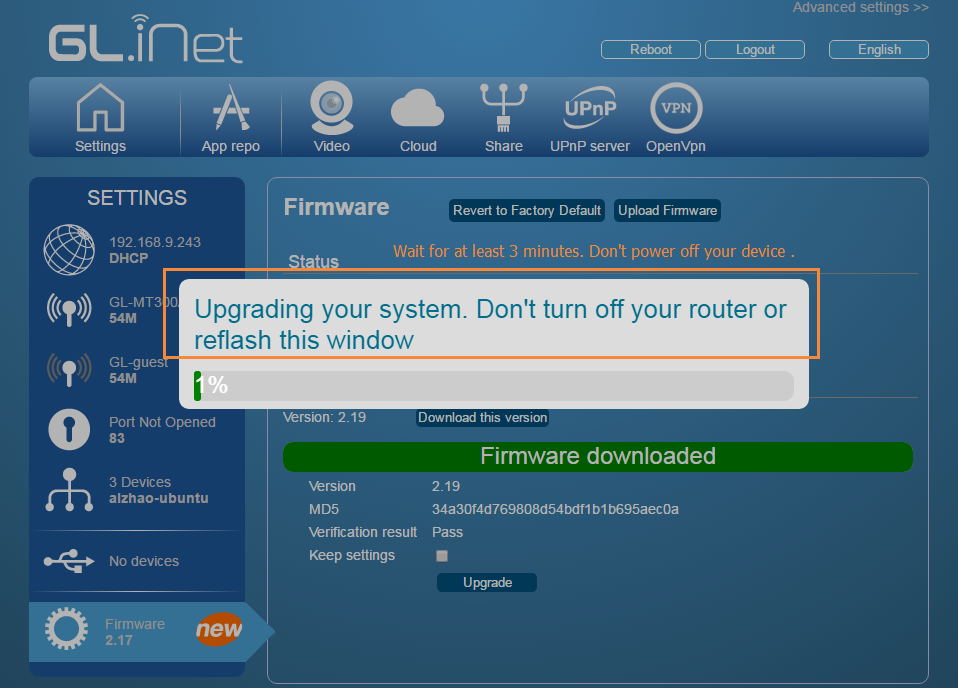 Advanced settings >>
GL.iNet
Reboot
Logout
English
Settings
App repo
Video
Cloud
Share
UPnP
UPnP server
VPN
OpenVpn
SETTINGS
192.168.9.243
DHCP
GL-MT300
54M
GL-guest
54M
Port Not Opened
83
3 Devices
alzhao-ubuntu
No devices
Firmware
2.17
new
Firmware
Revert to Factory Default
Upload Firmware
Wait for at least 3 minutes. Don't power off your device .
Status
Upgrading your system. Don't turn off your router or
reflash this window
1%
Version: 2.19
Download this version
Firmware downloaded
Version 2.19
MD5 34a30f4d769808d54bdf1b1b695aec0a
Verification result Pass
Keep settings
Upgrade